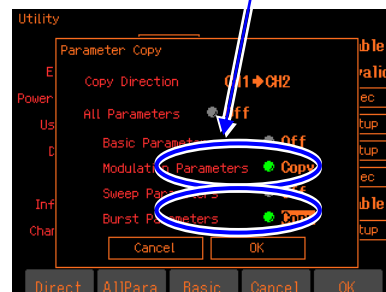 Utility
Parameter Copy
Copy Direction CH1➔CH2
All Parameters Off
Basic Parameters Off
Modulation Parameters Copy
Sweep Parameters Off
Burst Parameters Copy
Cancel OK
Power
Direct AllPara Basic Cancel OK